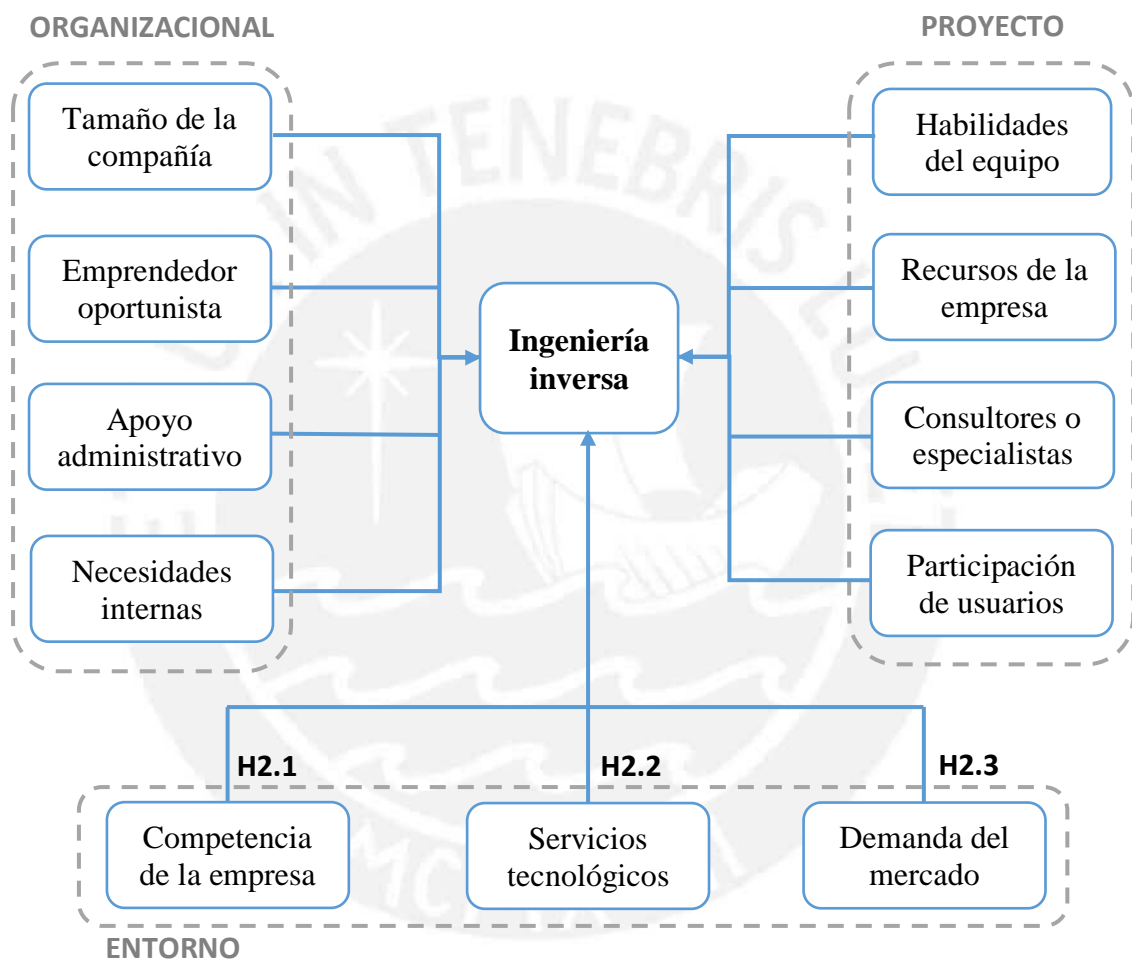 ORGANIZACIONAL
Tamaño de la
compañía
Emprendedor
oportunista
Apoyo
administrativo
Necesidades
internas
Ingeniería
inversa
PROYECTO
Habilidades
del equipo
Recursos de la
empresa
Consultores o
especialistas
Participación
de usuarios
H2.1
H2.2
H2.3
Competencia
de la empresa
Servicios
tecnológicos
Demanda del
mercado
ENTORNO
IN TENEBRIS